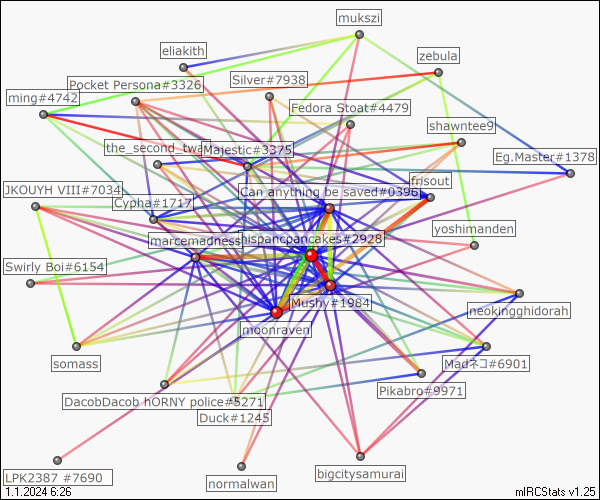 mukszi
eliakith
zebula
Pocket Persona#3326
Silver#7938
ming#4742
Fedora Stoat#4479
shawntee9
the_second_twa
Majestic#3375
Eg.Master#1378
frisout
JKOUYH VIII#7034
Can anything be saved#0396
Cypha#1717
yoshimanden
marcemadness
hispancpancakes#2928
Swirly Boi#6154
Mushy#1984
neokingghidorah
moonraven
somass
Madネコ#6901
Pikabro#9971
DacobDacob hORNY police#5271
Duck#1245
bigcitysamurai
LPK2387 #7690
normalwan
1.1.2024 6:26
mIRCStats v1.25